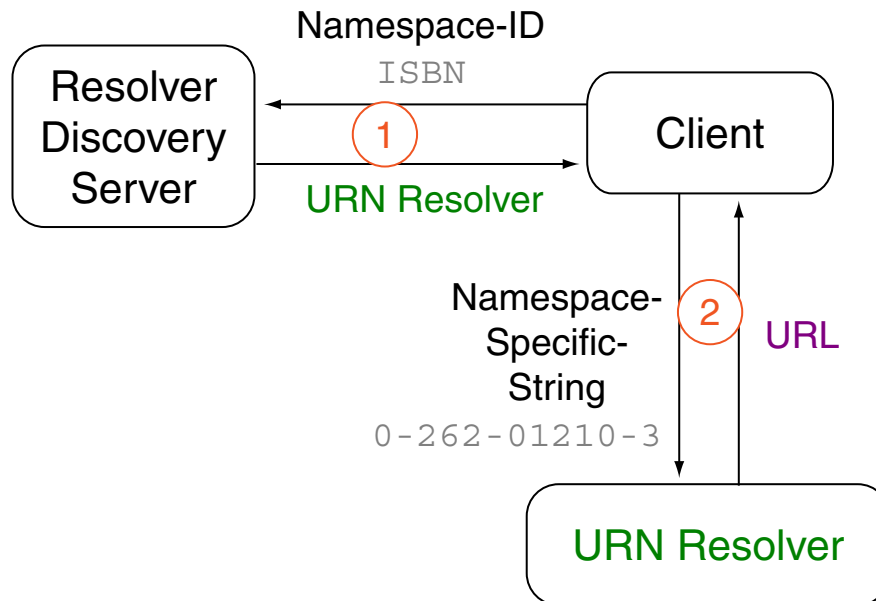 Namespace-ID
ISBN
Resolver
Discovery
Server
1
Client
URN Resolver
Namespace-
Specific-
String
0-262-01210-3
2
URL
URN Resolver